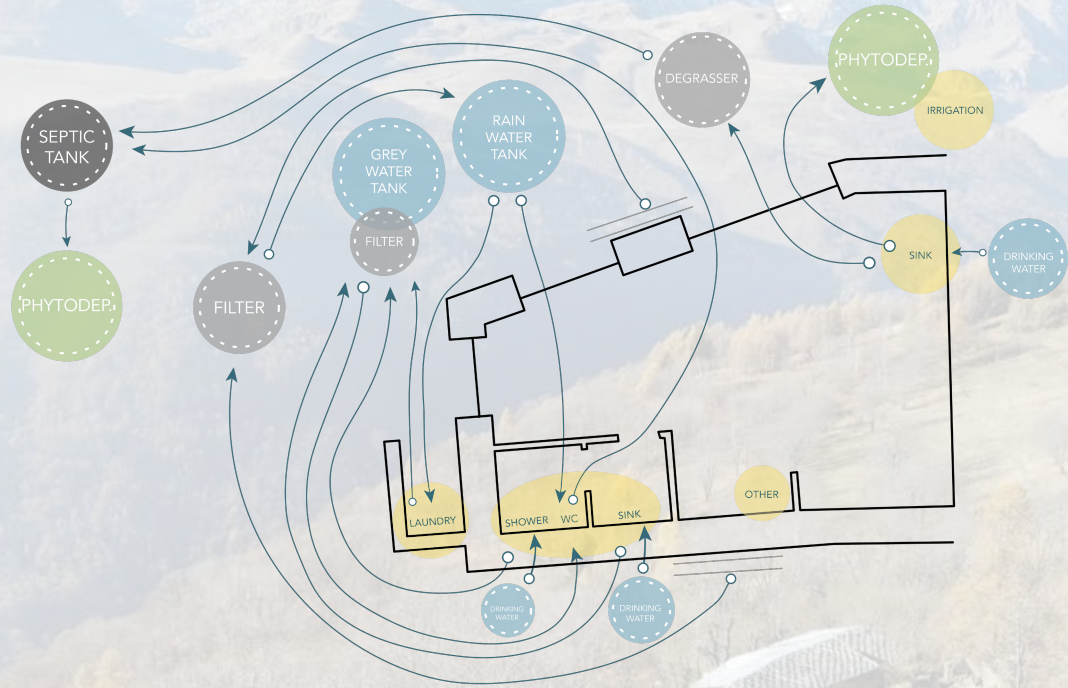 PHYTODEP.
IRRIGATION
DEGRASSER
SEPTIC
TANK
RAIN
WATER
TANK
GREY
WATER
TANK
FILTER
PHYTODEP.
FILTER
SINK
DRINKING
WATER
LAUNDRY
SHOWER
WC
SINK
OTHER
DRINKING
WATER
DRINKING
WATER